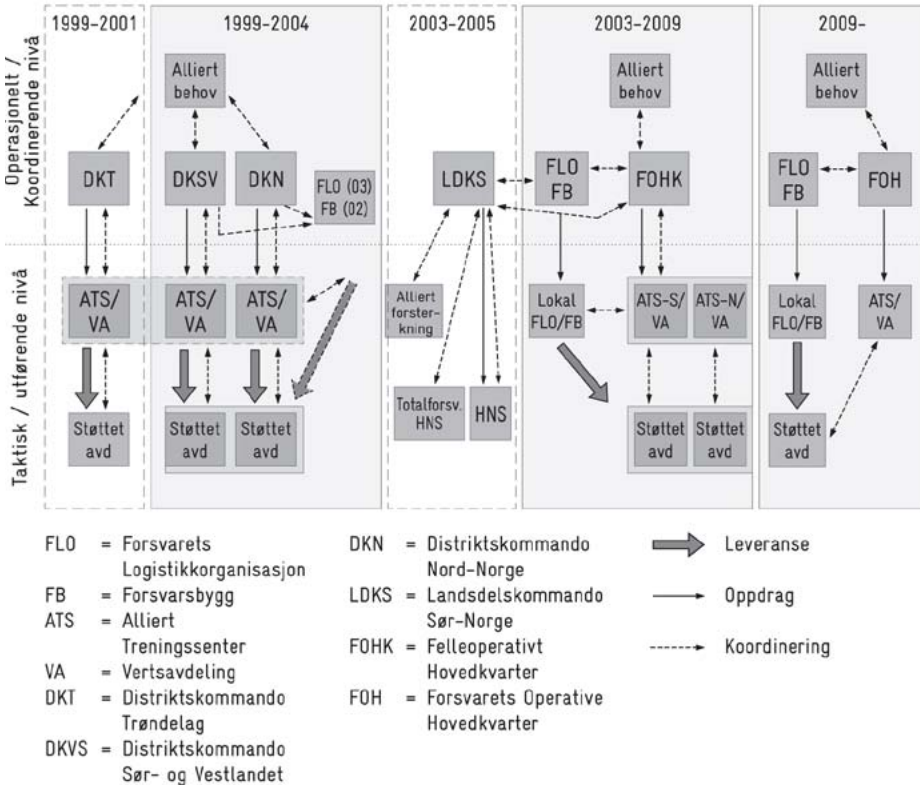 1999-2001
1999-2004
2003-2005
2003-2009
2009-
Operasjonelt /
Koordinerende nivå
Alliert
behov
Alliert
behov
Alliert
behov
DKT
DKSV
DKN
FLO (03)
FB (02)
LDKS
FLO
FB
FOHK
FLO
FB
FOH
Taktisk / utførende nivå
ATS/
VA
ATS/
VA
ATS/
VA
Alliert
forster-
kning
Lokal
FLO/FB
ATS-S/
VA
ATS-N/
VA
Lokal
FLO/FB
ATS/
VA
Støttet
avd
Støttet
avd
Støttet
avd
Totalforsv.
HNS
HNS
Støttet
avd
Støttet
avd
Støttet
avd
FLO = Forsvarets
Logistikkorganisasjon
FB = Forsvarsbygg
ATS = Alliert
Treningssenter
VA = Vertsavdeling
DKT = Distriktskommando
Trøndelag
DKVS = Distriktskommando
Sør- og Vestlandet
DKN = Distriktskommando
Nord-Norge
LDKS = Landsdelskommando
Sør-Norge
FOHK = Felleoperativt
Hovedkvarter
FOH = Forsvarets Operative
Hovedkvarter
Leveranse
Oppdrag
Koordinering